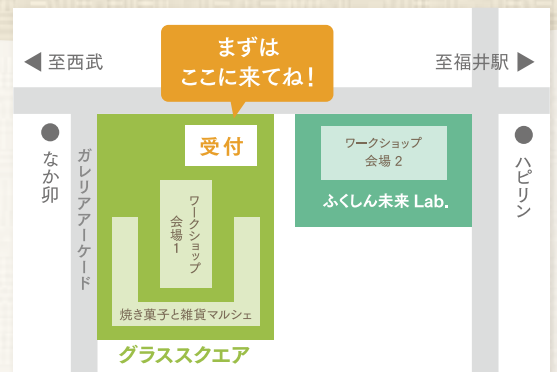 まずは
ここに来てね！
◀ 至西武
至福井駅 ▶
受付
ワークショップ
会場 2
ふくしん未来 Lab.
なか卯
ガレリアアーケード
ワークショップ
会場 1
ハピリン
焼き菓子と雑貨マルシェ
グラススクエア